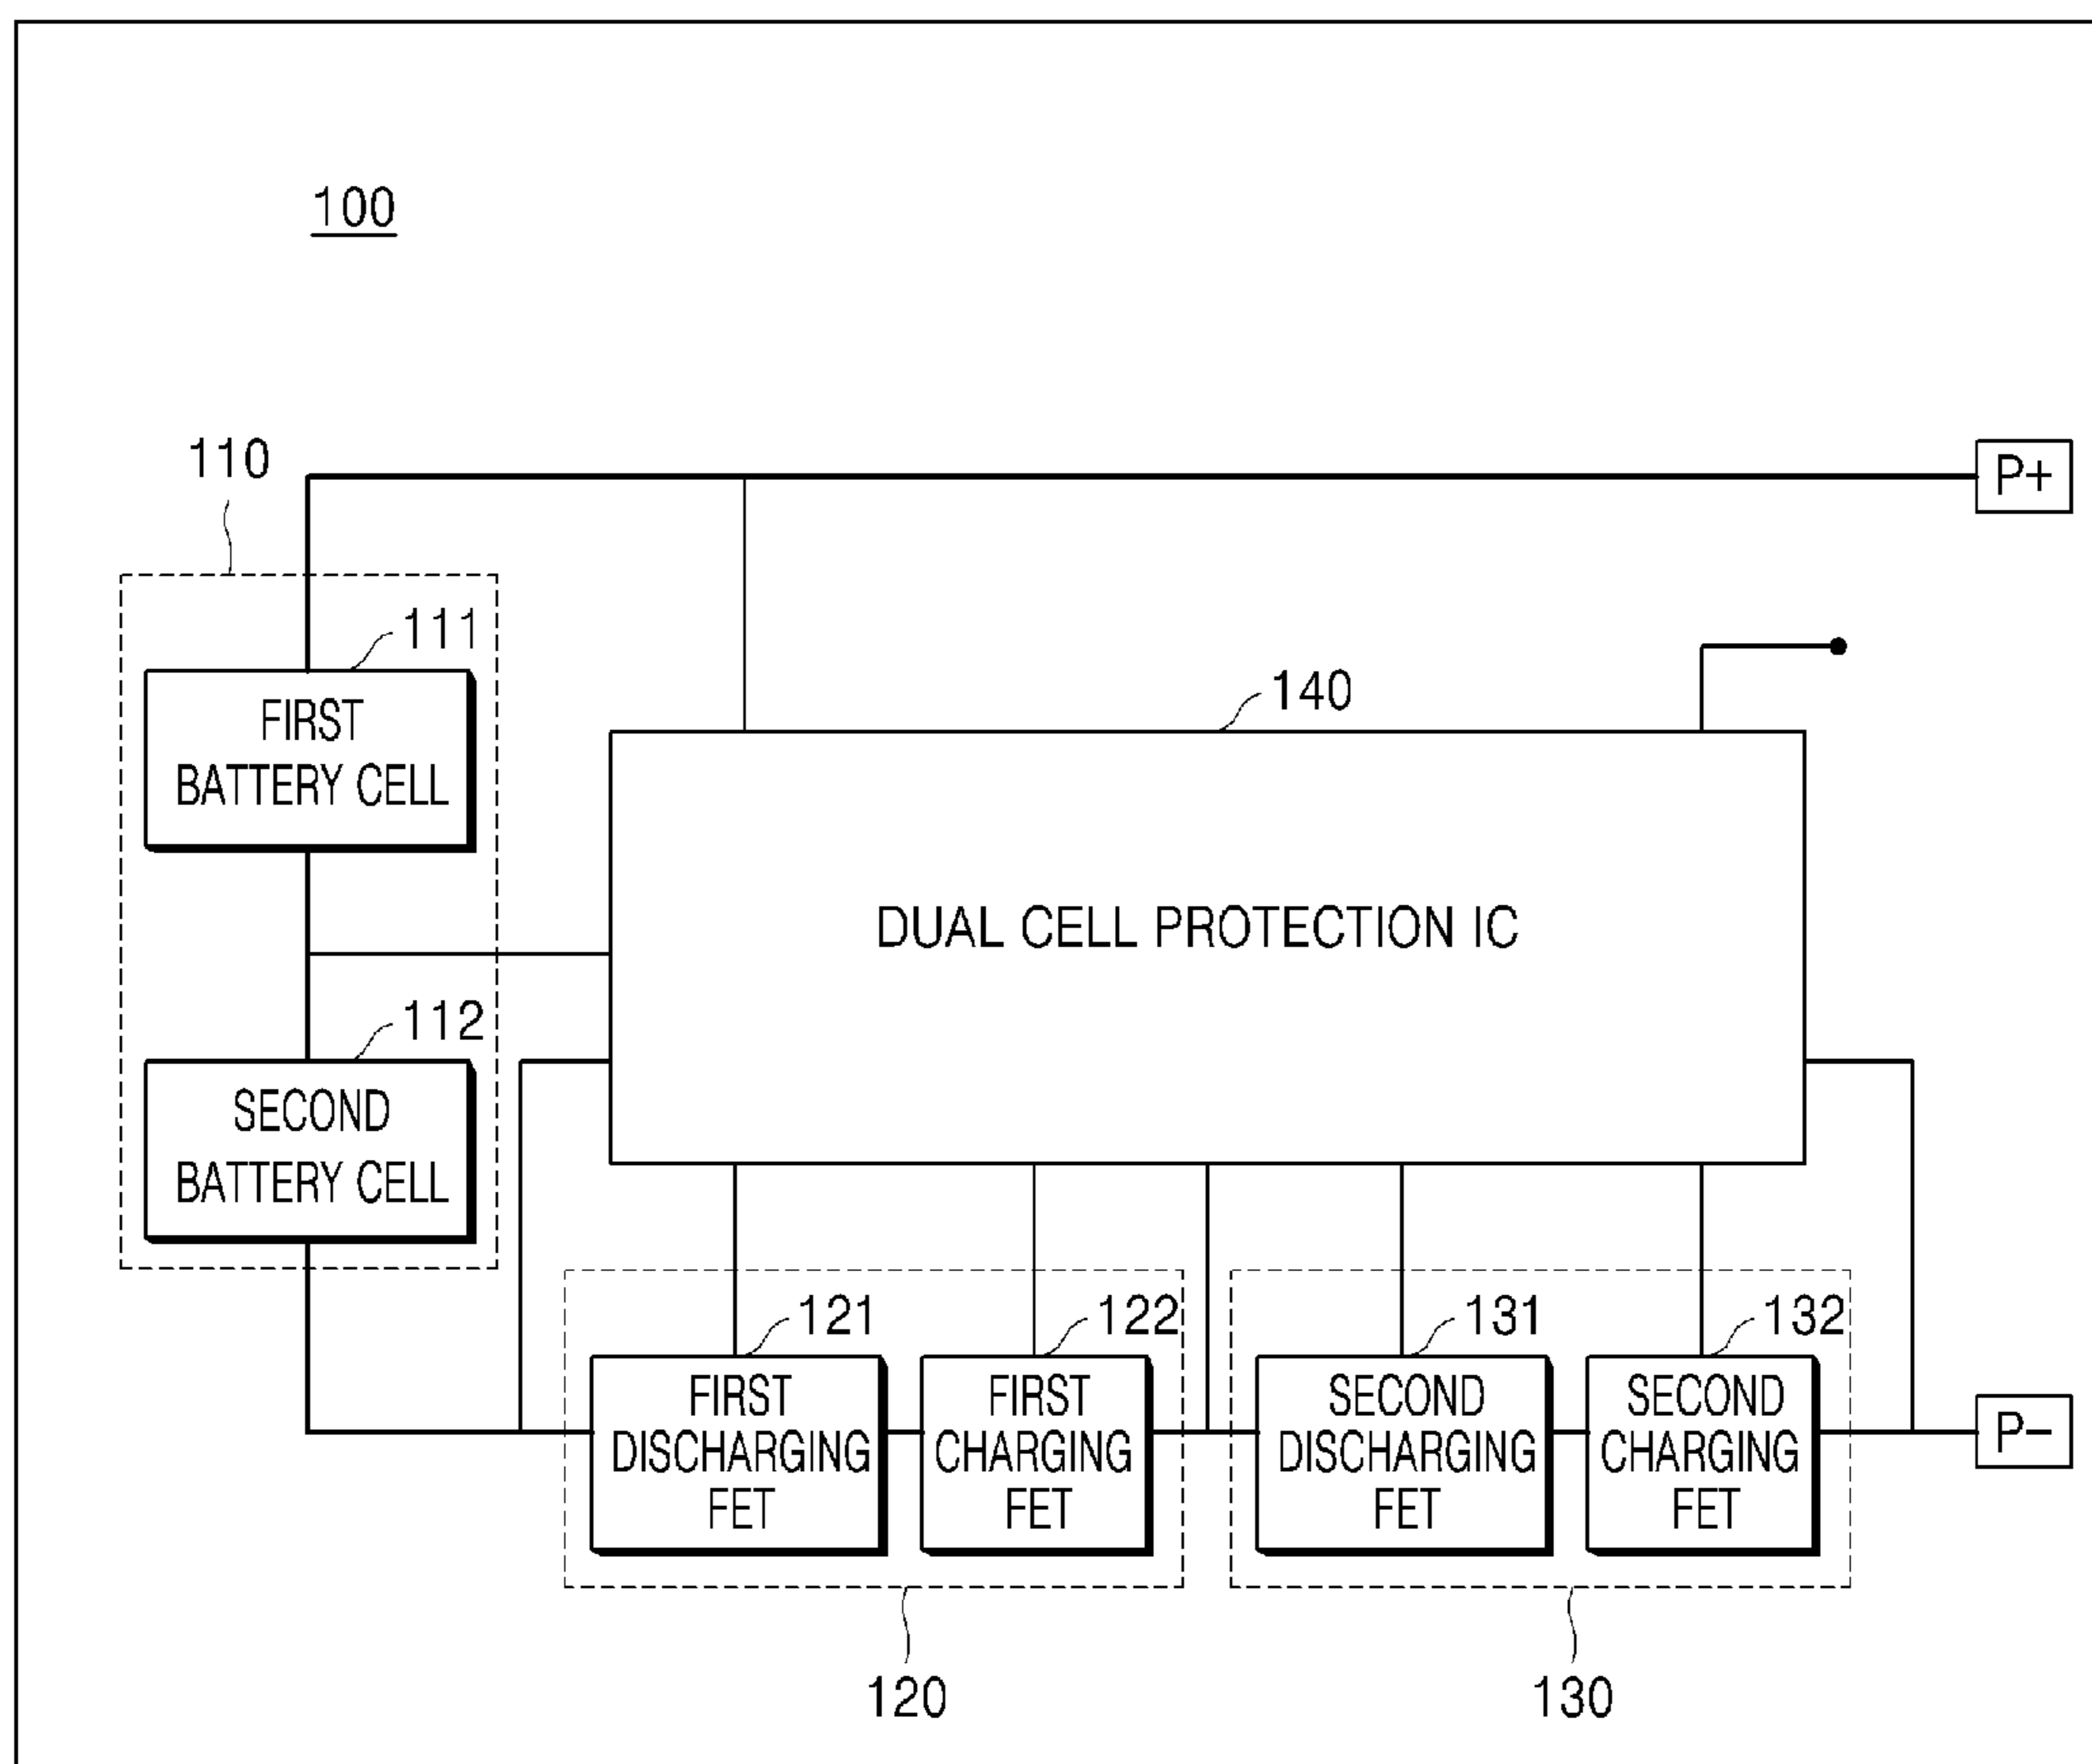 100
110
P+
111
FIRST
BATTERY CELL
140
DUAL CELL PROTECTION IC
112
SECOND
BATTERY CELL
121
122
131
132
FIRST
DISCHARGING
FET
FIRST
CHARGING
FET
SECOND
DISCHARGING
FET
SECOND
CHARGING
FET
P−
120
130